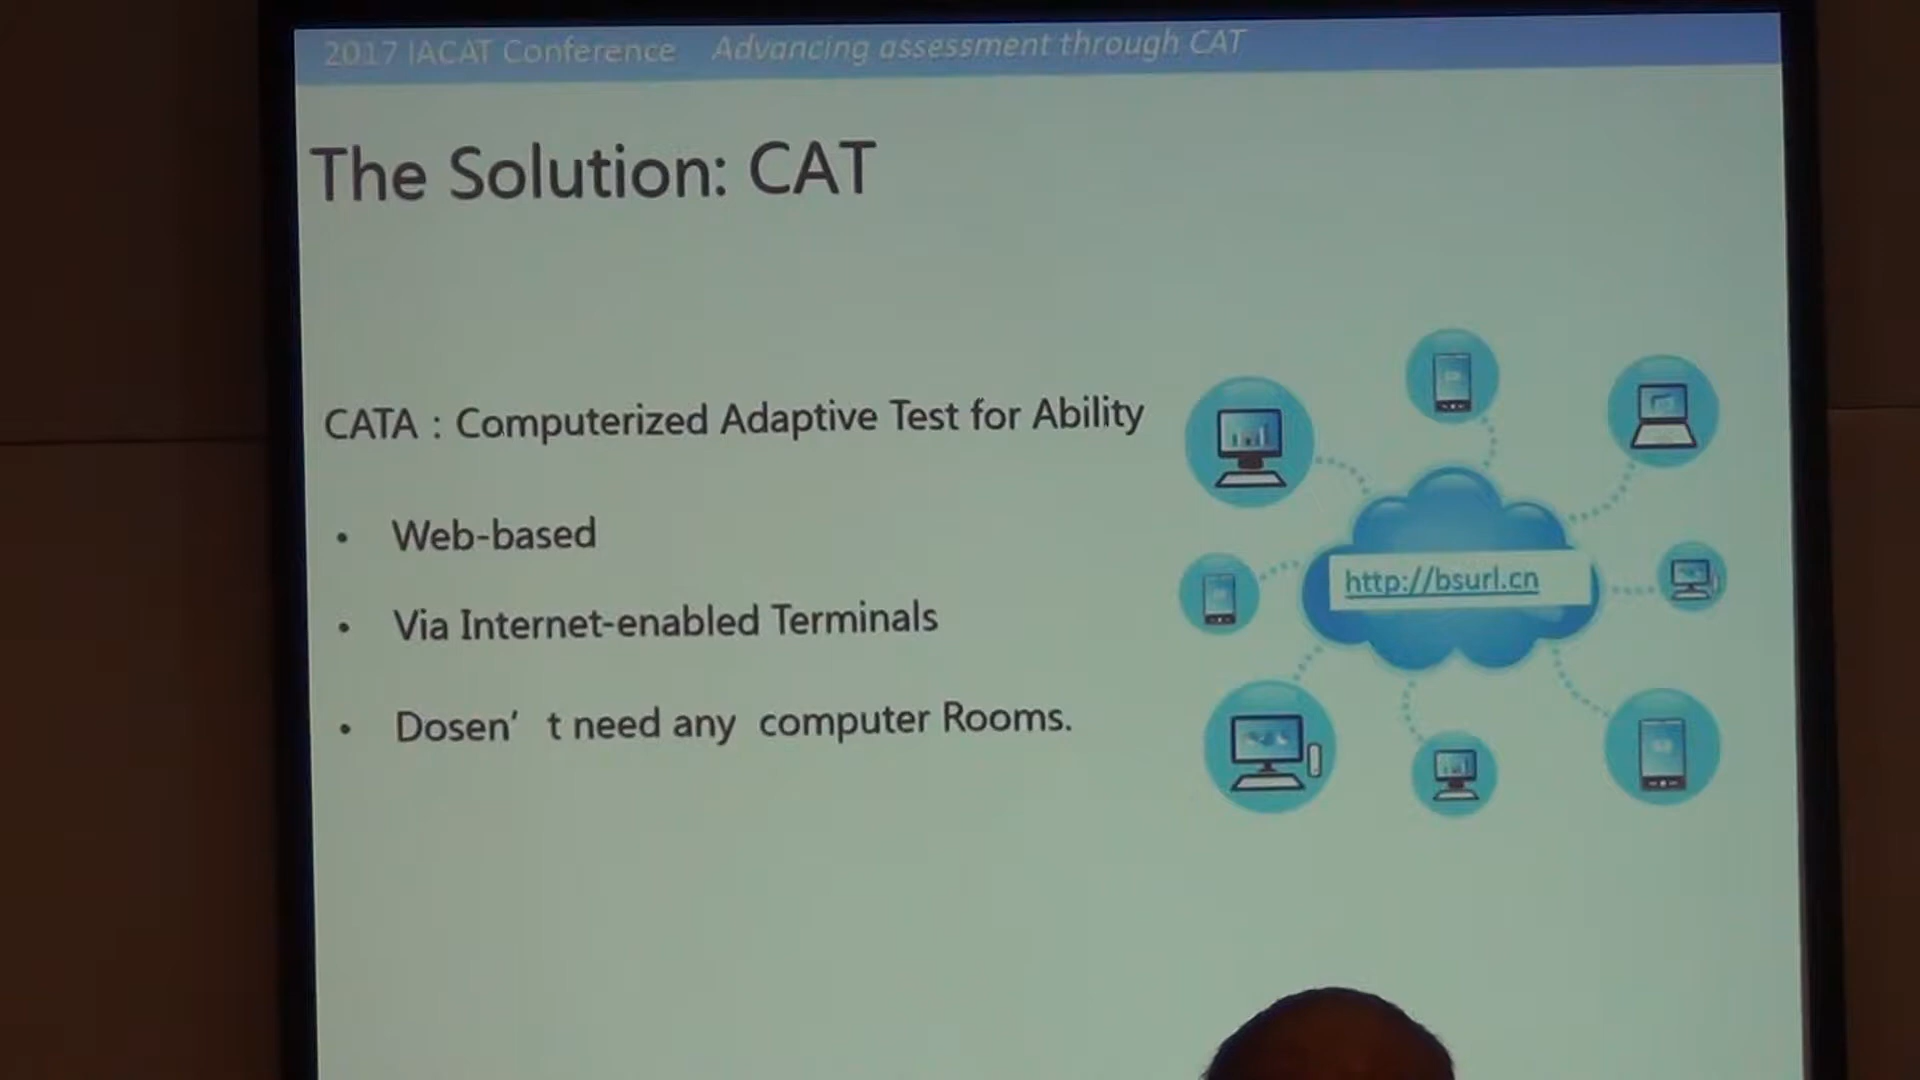 2017 IACAT Conference Advancing assessment through CAT
The Solution: CAT
CATA : Computerized Adaptive Test for Ability
• Web-based
• Via Internet-enabled Terminals
• Dosen’ t need any computer Rooms.
http://bsurl.cn